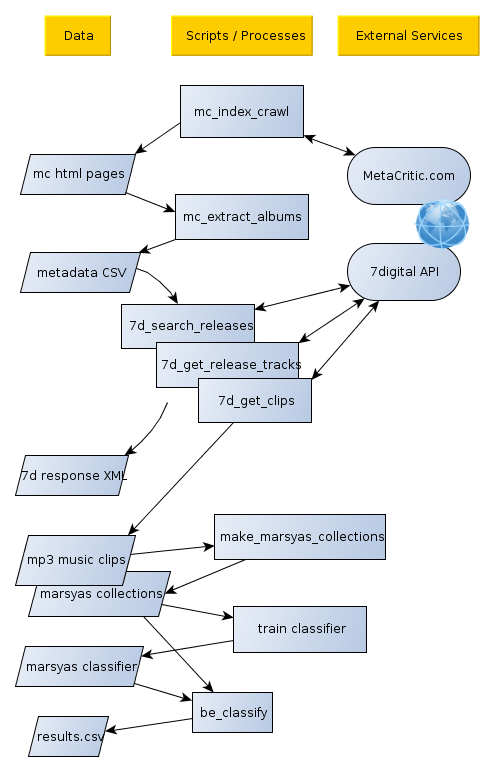 Data
Scripts / Processes
External Services
mc_index_crawl
MetaCritic.com
mc html pages
mc_extract_albums
metadata CSV
7digital API
7d_search_releases
7d_get_release_tracks
7d_get_clips
7d response XML
make_marsyas_collections
mp3 music clips
marsyas collections
train classifier
marsyas classifier
be_classify
results.csv